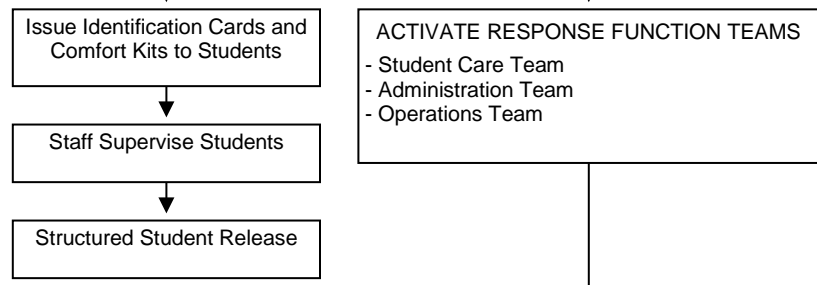 Issue Identification Cards and
Comfort Kits to Students
Staff Supervise Students
Structured Student Release
ACTIVATE RESPONSE FUNCTION TEAMS
- Student Care Team
- Administration Team
- Operations Team